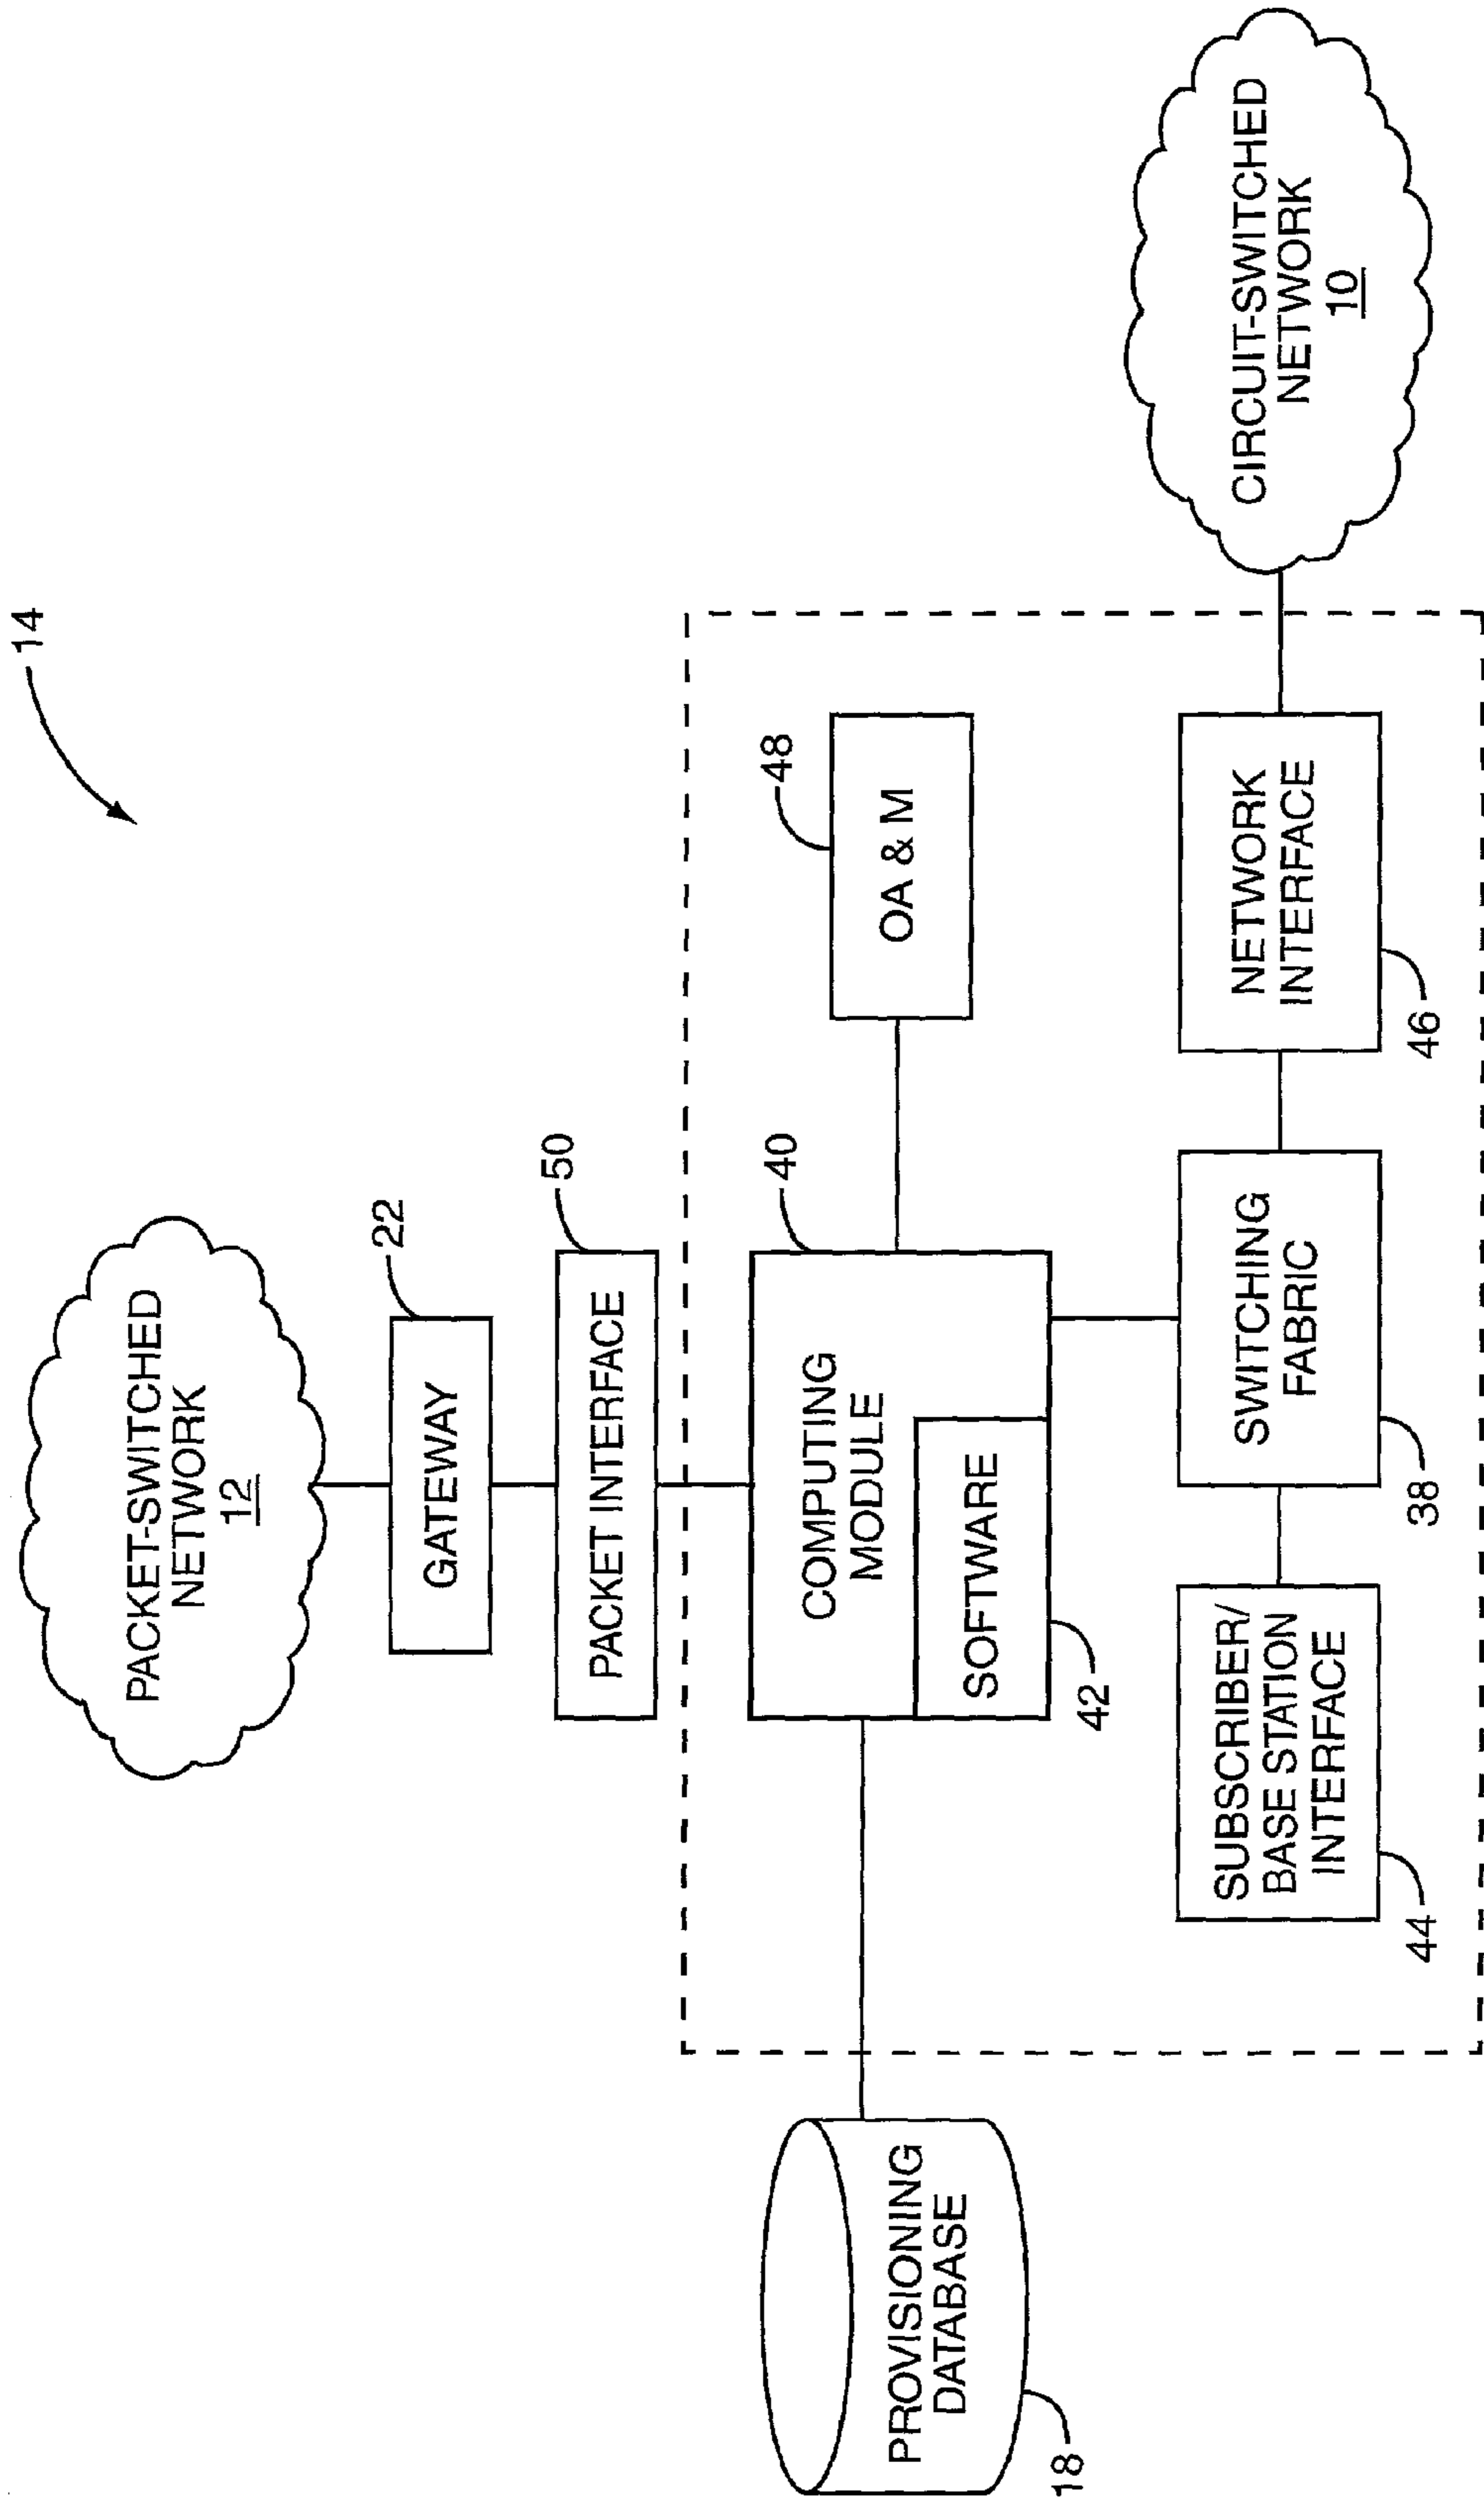 14
PACKET-SWITCHED
NETWORK
12
22
GATEWAY
50
PACKET INTERFACE
40
COMPUTING
MODULE
SOFTWARE
42
48
OA & M
PROVISIONING
DATABASE
18
SUBSCRIBER/
BASE STATION
INTERFACE
44
SWITCHING
FABRIC
38
NETWORK
INTERFACE
46
CIRCUIT-SWITCHED
NETWORK
10